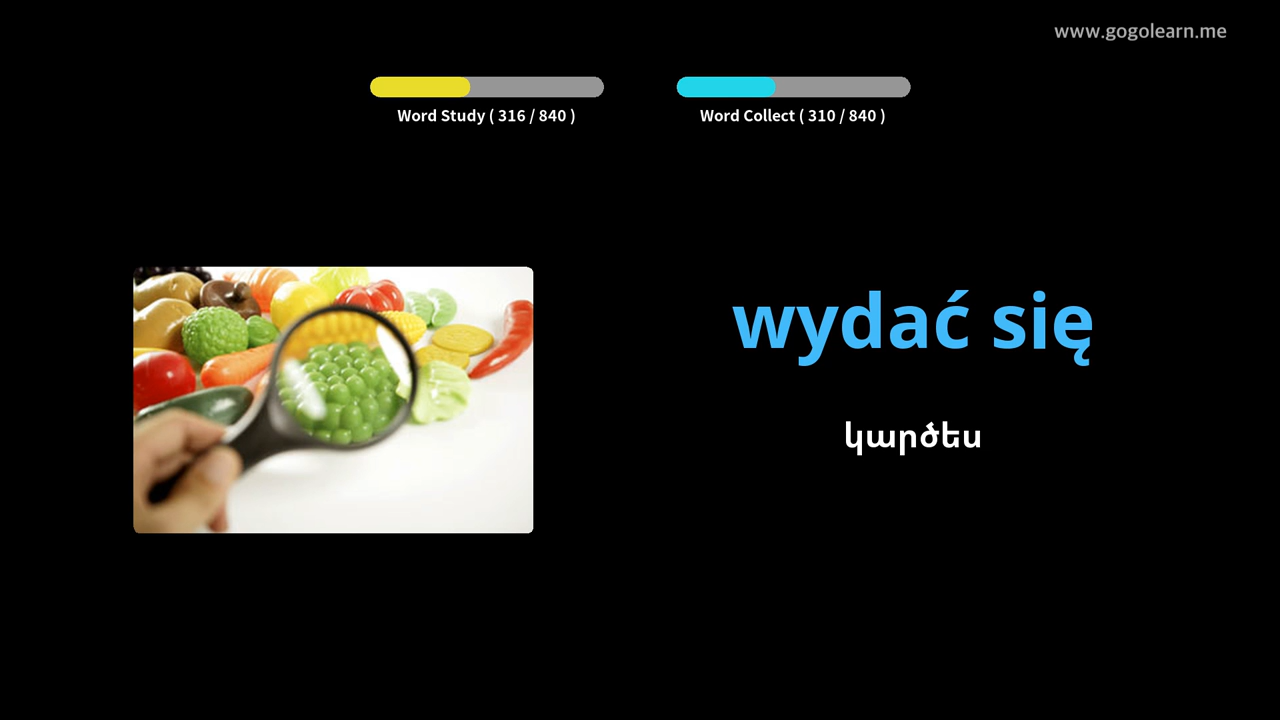 www.gogolearn.me
Word Study ( 316 / 840 )
Word Collect ( 310 / 840 )
wydać się
կարծես